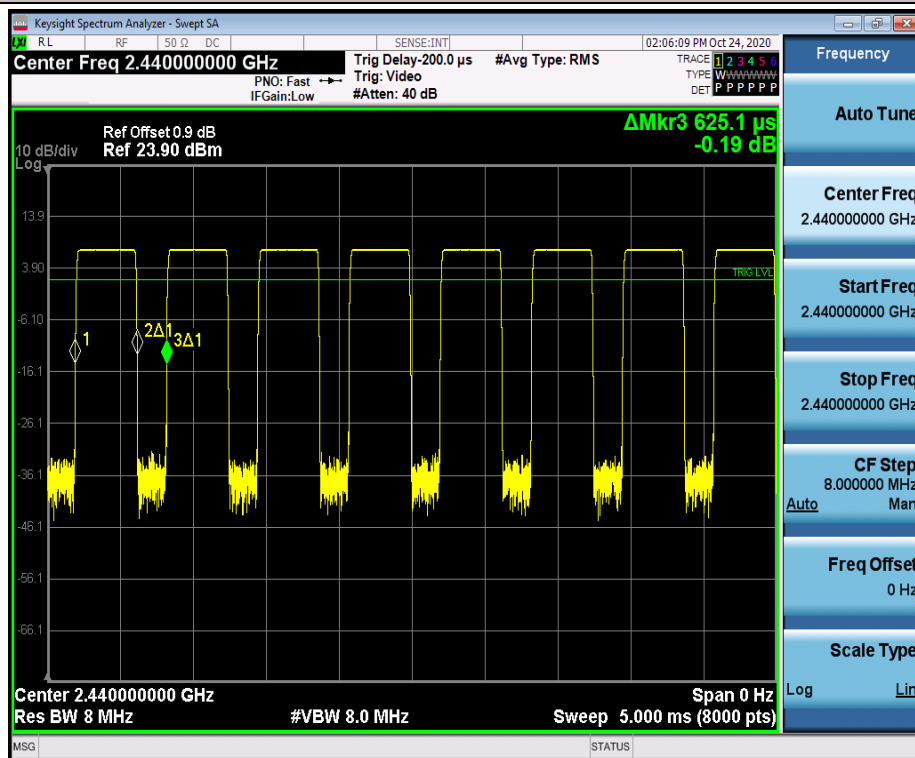 Keysight Spectrum Analyzer - Swept SA
LXI RL RF 50 Ω DC SENSE:INT 02:06:09 PM Oct 24, 2020
Center Freq 2.440000000 GHz
PNO: Fast
IFGain:Low
Trig Delay-200.0 µs
Trig: Video
#Atten: 40 dB
#Avg Type: RMS
TRACE 1 2 3 4 5 6
TYPE WWWWWWW
DET P P P P P P
Ref Offset 0.9 dB
10 dB/div Ref 23.90 dBm
Log
ΔMkr3 625.1 µs
-0.19 dB
13.9
3.90
TRIG LVL
-6.10
1
2Δ1
3Δ1
-16.1
-26.1
-36.1
-46.1
-56.1
-66.1
Center 2.440000000 GHz Span 0 Hz
Res BW 8 MHz #VBW 8.0 MHz Sweep 5.000 ms (8000 pts)
MSG STATUS
Frequency
Auto Tune
Center Freq
2.440000000 GHz
Start Freq
2.440000000 GHz
Stop Freq
2.440000000 GHz
CF Step
8.000000 MHz
Auto Man
Freq Offset
0 Hz
Scale Type
Log Lin